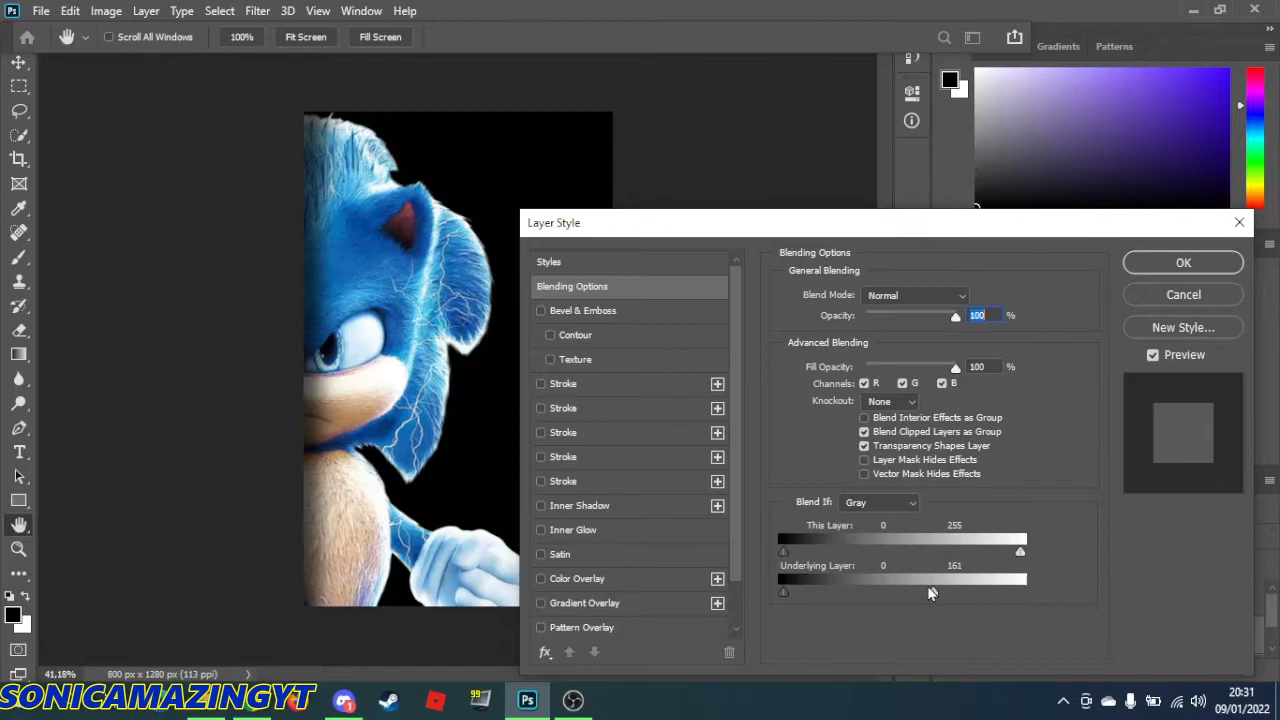 Ps File Edit Image Layer Type Select Filter 3D View Window Help
Scroll All Windows 100% Fit Screen Fill Screen
Gradients Patterns
Layer Style
Styles
Blending Options
Bevel & Emboss
Contour
Texture
Stroke
Stroke
Stroke
Stroke
Stroke
Inner Shadow
Inner Glow
Satin
Color Overlay
Gradient Overlay
Pattern Overlay
fx
Blending Options
General Blending
Blend Mode: Normal
Opacity: 100 %
Advanced Blending
Fill Opacity: 100 %
Channels: R G B
Knockout: None
Blend Interior Effects as Group
Blend Clipped Layers as Group
Transparency Shapes Layer
Layer Mask Hides Effects
Vector Mask Hides Effects
Blend If: Gray
This Layer: 0 255
Underlying Layer: 0 161
OK
Cancel
New Style...
Preview
41,18% 800 px x 1280 px (113 ppi)
SONICAMAZINGYT
99
Ps
20:31
09/01/2022